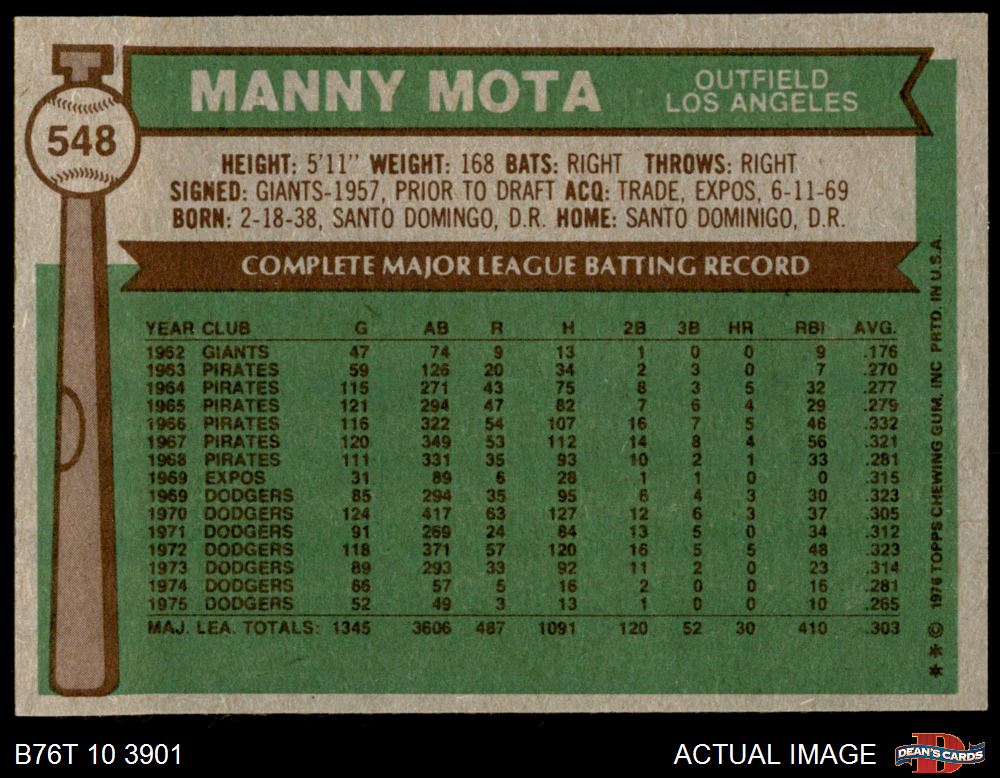 MANNY MOTA
OUTFIELD
LOS ANGELES
548
HEIGHT: 5'11" WEIGHT: 168 BATS: RIGHT THROWS: RIGHT
SIGNED: GIANTS-1957, PRIOR TO DRAFT ACQ: TRADE, EXPOS, 6-11-69
BORN: 2-18-38, SANTO DOMINGO, D.R. HOME: SANTO DOMINIGO, D.R.
COMPLETE MAJOR LEAGUE BATTING RECORD
YEAR CLUB G AB R H 2B 3B HR RBI AVG.
1962 GIANTS 47 74 9 13 1 0 0 9 .176
1963 PIRATES 59 126 20 34 2 3 0 7 .270
1964 PIRATES 115 271 43 75 8 3 5 32 .277
1965 PIRATES 121 294 47 82 7 6 4 29 .279
1966 PIRATES 116 322 54 107 16 7 5 46 .332
1967 PIRATES 120 349 53 112 14 8 4 56 .321
1968 PIRATES 111 331 35 93 10 2 1 33 .281
1969 EXPOS 31 89 6 28 1 1 0 0 .315
1969 DODGERS 85 294 35 95 6 4 3 30 .323
1970 DODGERS 124 417 63 127 12 6 3 37 .305
1971 DODGERS 91 269 24 84 13 5 0 34 .312
1972 DODGERS 118 371 57 120 16 5 5 48 .323
1973 DODGERS 89 293 33 92 11 2 0 23 .314
1974 DODGERS 66 57 5 16 2 0 0 16 .281
1975 DODGERS 52 49 3 13 1 0 0 10 .265
MAJ. LEA. TOTALS: 1345 3606 487 1091 120 52 30 410 .303
* * © 1976 TOPPS CHEWING GUM, INC PRTD. IN U.S.A.
B76T 10 3901
ACTUAL IMAGE
DEAN'S CARDS